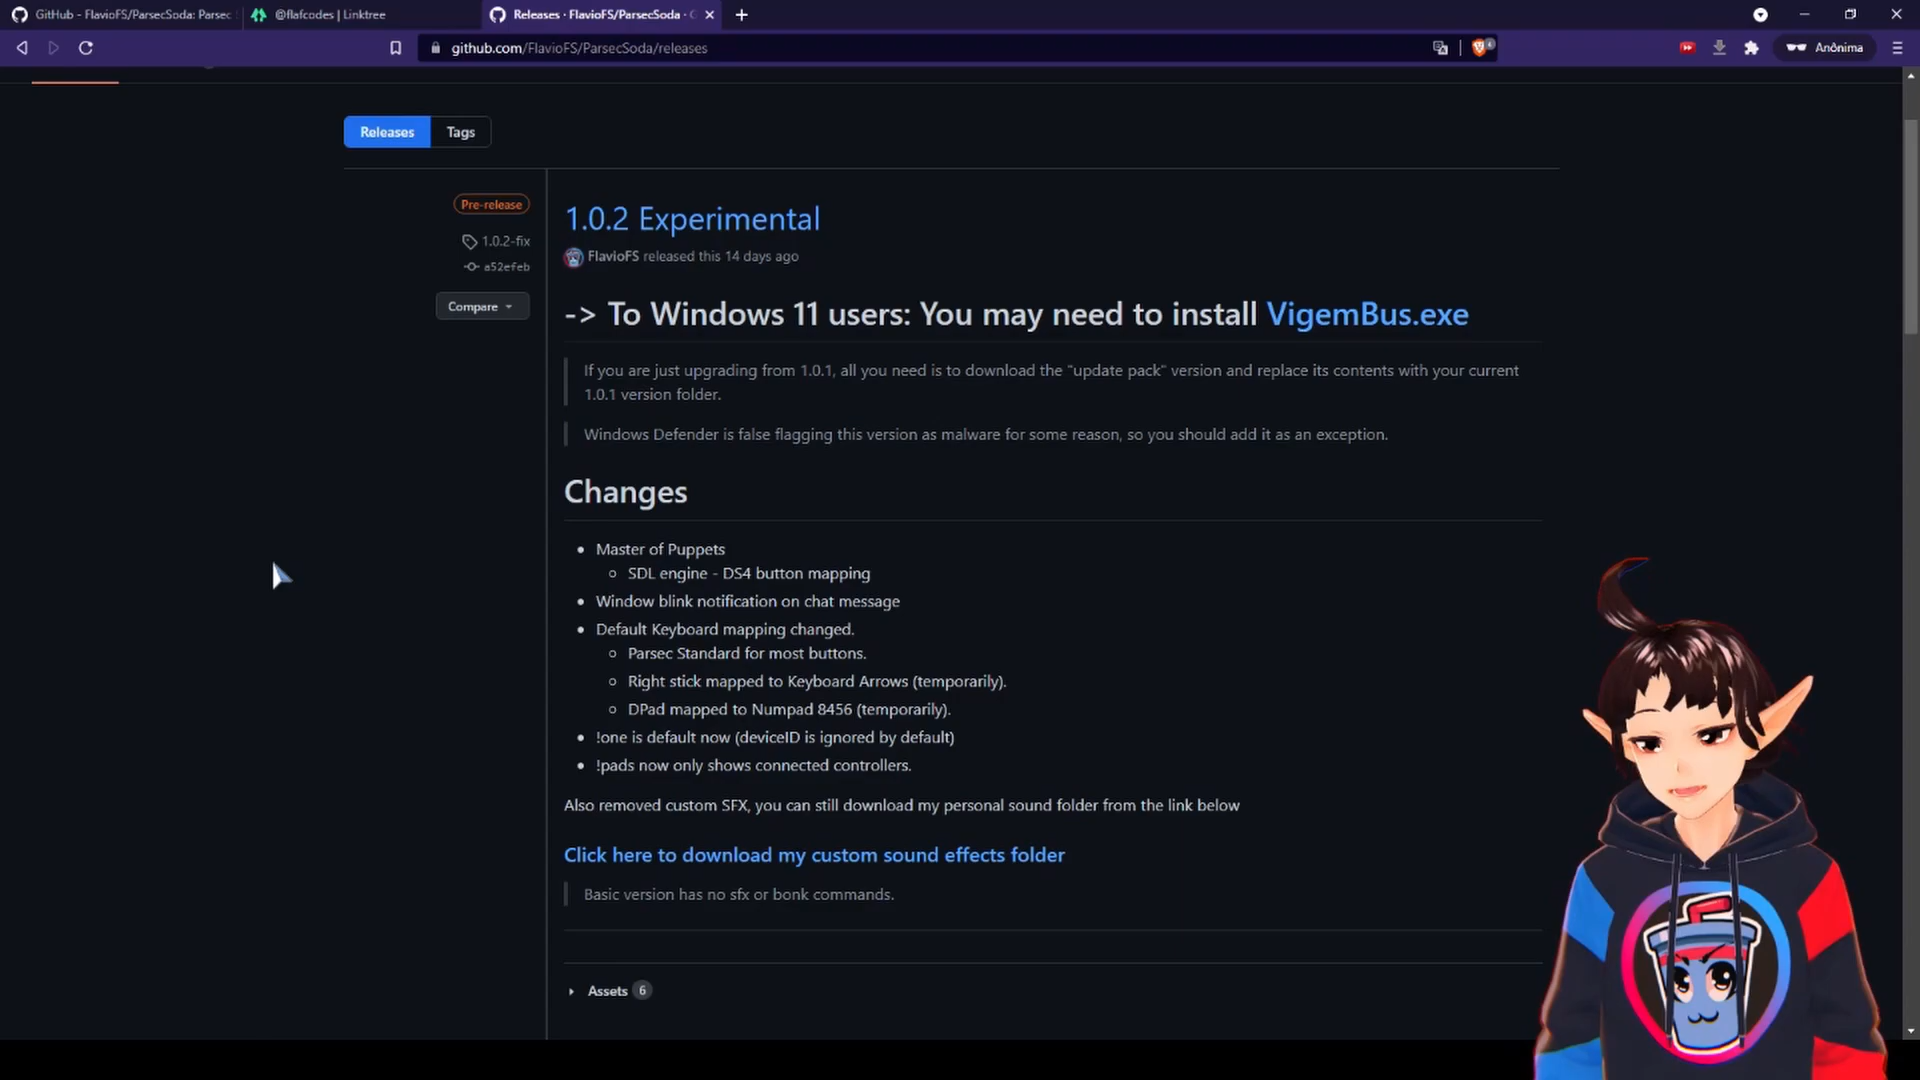 GitHub - FlavioFS/ParsecSoda: Parsec
@flafcodes | Linktree
Releases · FlavioFS/ParsecSoda ·
github.com/FlavioFS/ParsecSoda/releases
Anônima
Releases
Tags
Pre-release
1.0.2-fix
a52efeb
Compare
1.0.2 Experimental
FlavioFS released this 14 days ago
-> To Windows 11 users: You may need to install VigemBus.exe
If you are just upgrading from 1.0.1, all you need is to download the "update pack" version and replace its contents with your current
1.0.1 version folder.
Windows Defender is false flagging this version as malware for some reason, so you should add it as an exception.
Changes
Master of Puppets
SDL engine - DS4 button mapping
Window blink notification on chat message
Default Keyboard mapping changed.
Parsec Standard for most buttons.
Right stick mapped to Keyboard Arrows (temporarily).
DPad mapped to Numpad 8456 (temporarily).
!one is default now (deviceID is ignored by default)
!pads now only shows connected controllers.
Also removed custom SFX, you can still download my personal sound folder from the link below
Click here to download my custom sound effects folder
Basic version has no sfx or bonk commands.
Assets 6